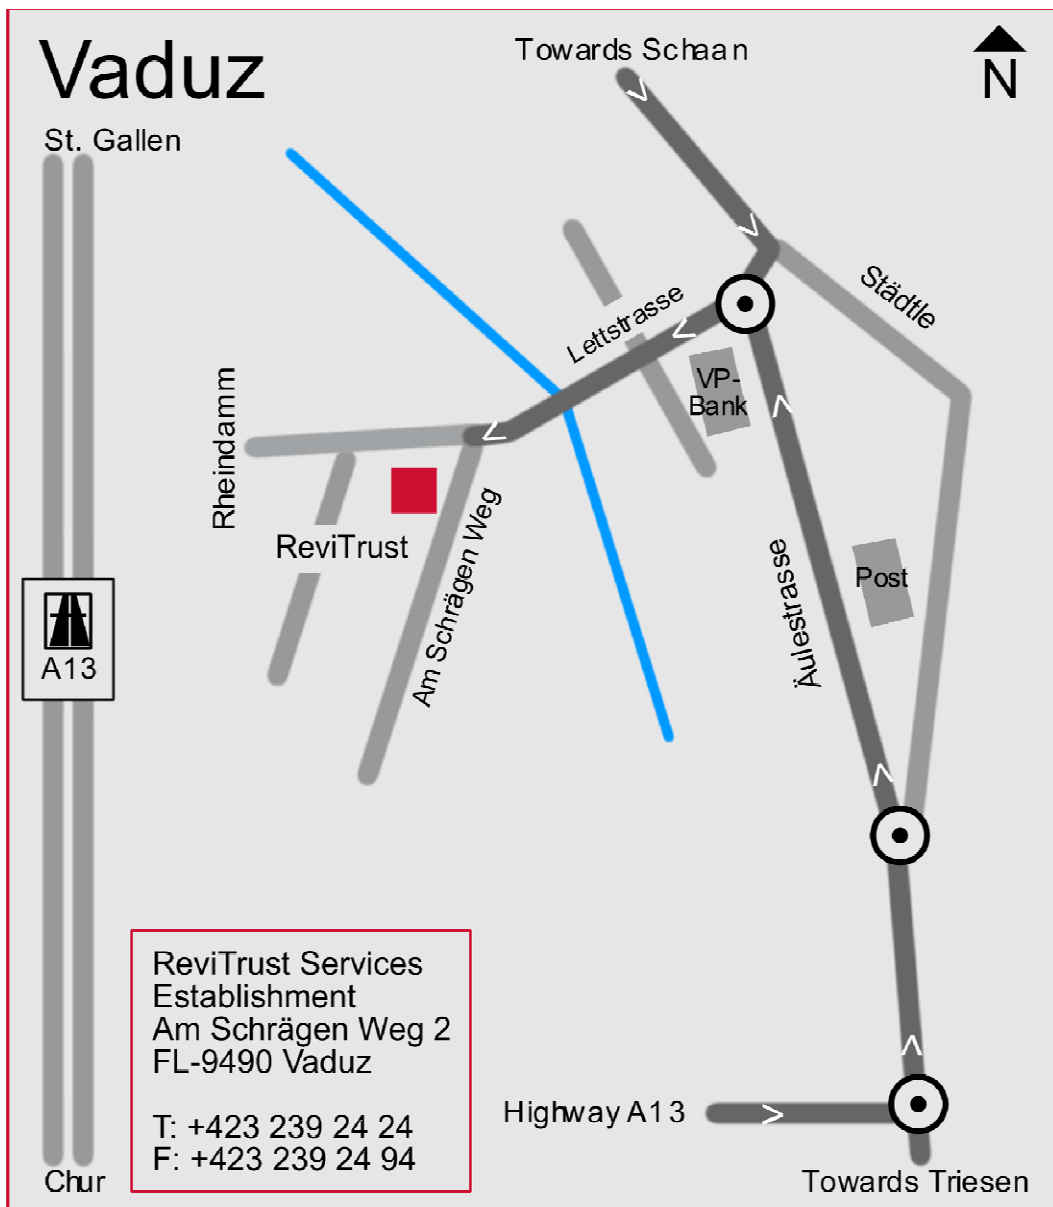 Vaduz
Towards Schaan
N
St. Gallen
Städtle
Lettstrasse
VP-
Bank
Rheindamm
ReviTrust
Am Schrägen Weg
Äulestrasse
Post
A13
ReviTrust Services
Establishment
Am Schrägen Weg 2
FL-9490 Vaduz
T: +423 239 24 24
F: +423 239 24 94
Highway A13
Chur
Towards Triesen